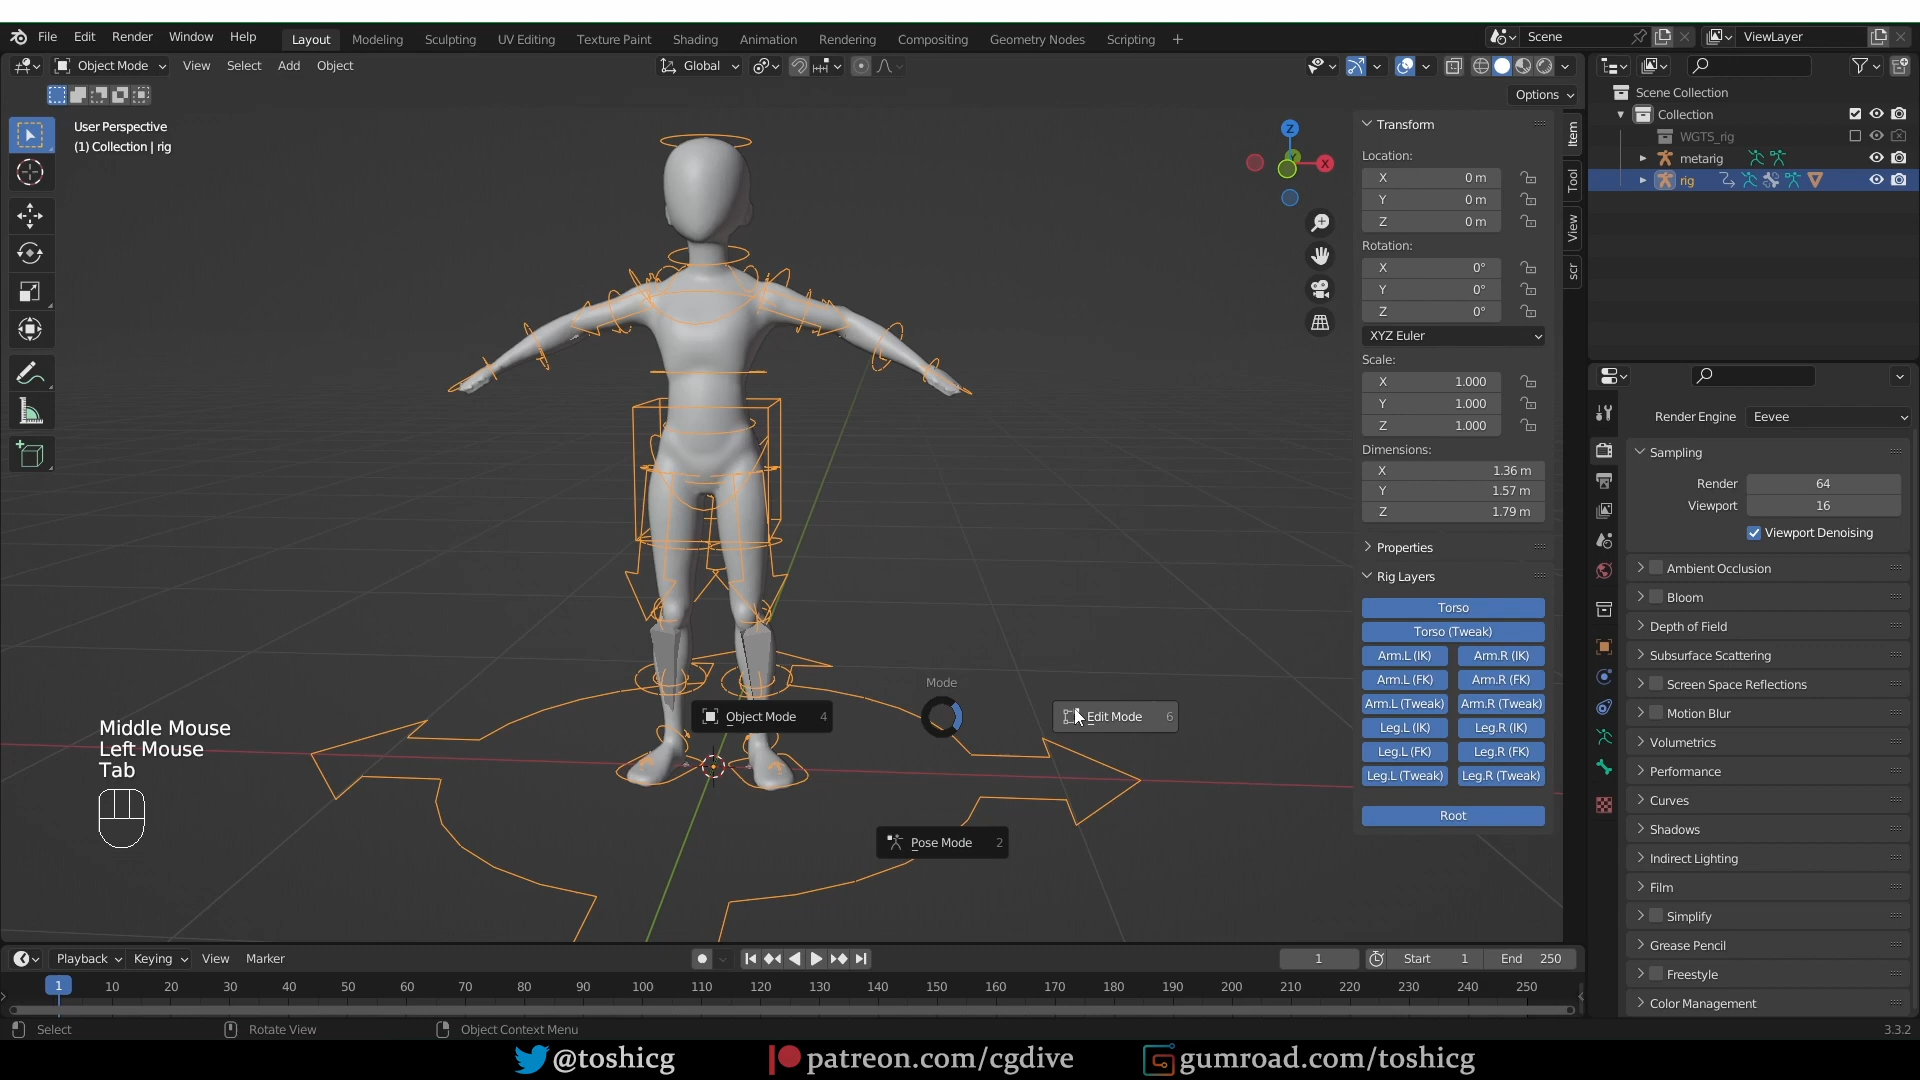 File Edit Render Window Help Layout Modeling Sculpting UV Editing Texture Paint Shading Animation Rendering Compositing Geometry Nodes Scripting + Scene ViewLayer
Object Mode View Select Add Object Global
Options
User Perspective
(1) Collection | rig
Z
X
Transform
Location:
X 0 m
Y 0 m
Z 0 m
Rotation:
X 0°
Y 0°
Z 0°
XYZ Euler
Scale:
X 1.000
Y 1.000
Z 1.000
Dimensions:
X 1.36 m
Y 1.57 m
Z 1.79 m
Properties
Rig Layers
Torso
Torso (Tweak)
Arm.L (IK) Arm.R (IK)
Arm.L (FK) Arm.R (FK)
Arm.L (Tweak) Arm.R (Tweak)
Leg.L (IK) Leg.R (IK)
Leg.L (FK) Leg.R (FK)
Leg.L (Tweak) Leg.R (Tweak)
Root
Item
Tool
View
scr
Scene Collection
Collection
WGTS_rig
metarig
rig
Render Engine Eevee
Sampling
Render 64
Viewport 16
Viewport Denoising
Ambient Occlusion
Bloom
Depth of Field
Subsurface Scattering
Screen Space Reflections
Motion Blur
Volumetrics
Performance
Curves
Shadows
Indirect Lighting
Film
Simplify
Grease Pencil
Freestyle
Color Management
Mode
Object Mode 4
Edit Mode 6
Pose Mode 2
Middle Mouse
Left Mouse
Tab
Playback Keying View Marker 1 Start 1 End 250
1 10 20 30 40 50 60 70 80 90 100 110 120 130 140 150 160 170 180 190 200 210 220 230 240 250
Select Rotate View Object Context Menu 3.3.2
@toshicg patreon.com/cgdive gumroad.com/toshicg